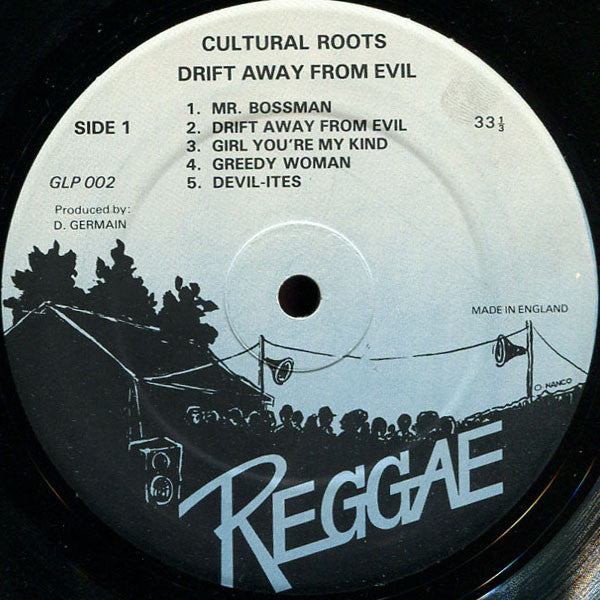 CULTURAL ROOTS
DRIFT AWAY FROM EVIL
SIDE 1
1. MR. BOSSMAN
2. DRIFT AWAY FROM EVIL
3. GIRL YOU'RE MY KIND
4. GREEDY WOMAN
5. DEVIL-ITES
33⅓
GLP 002
Produced by:
D. GERMAIN
MADE IN ENGLAND
O. NANCO
REGGAE